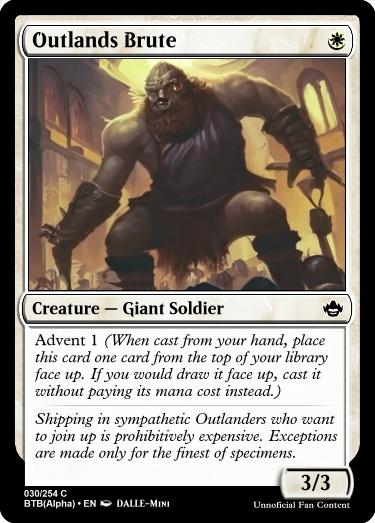 Outlands Brute
Creature — Giant Soldier
Advent 1 (When cast from your hand, place
this card one card from the top of your library
face up. If you would draw it face up, cast it
without paying its mana cost instead.)
Shipping in sympathetic Outlanders who want
to join up is prohibitively expensive. Exceptions
are made only for the finest of specimens.
3/3
030/254 C
BTB(Alpha) • EN DALLE-Mini
Unnoficial Fan Content